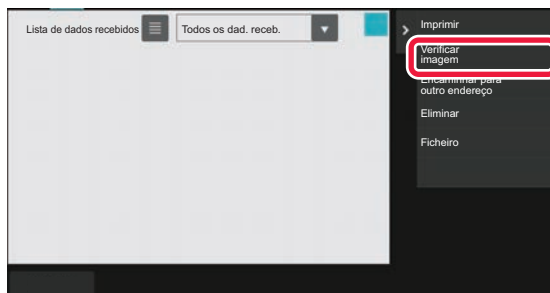 Lista de dados recebidos
Todos os dad. receb.
Imprimir
Verificar
imagem
Encaminhar para
outro endereço
Eliminar
Ficheiro